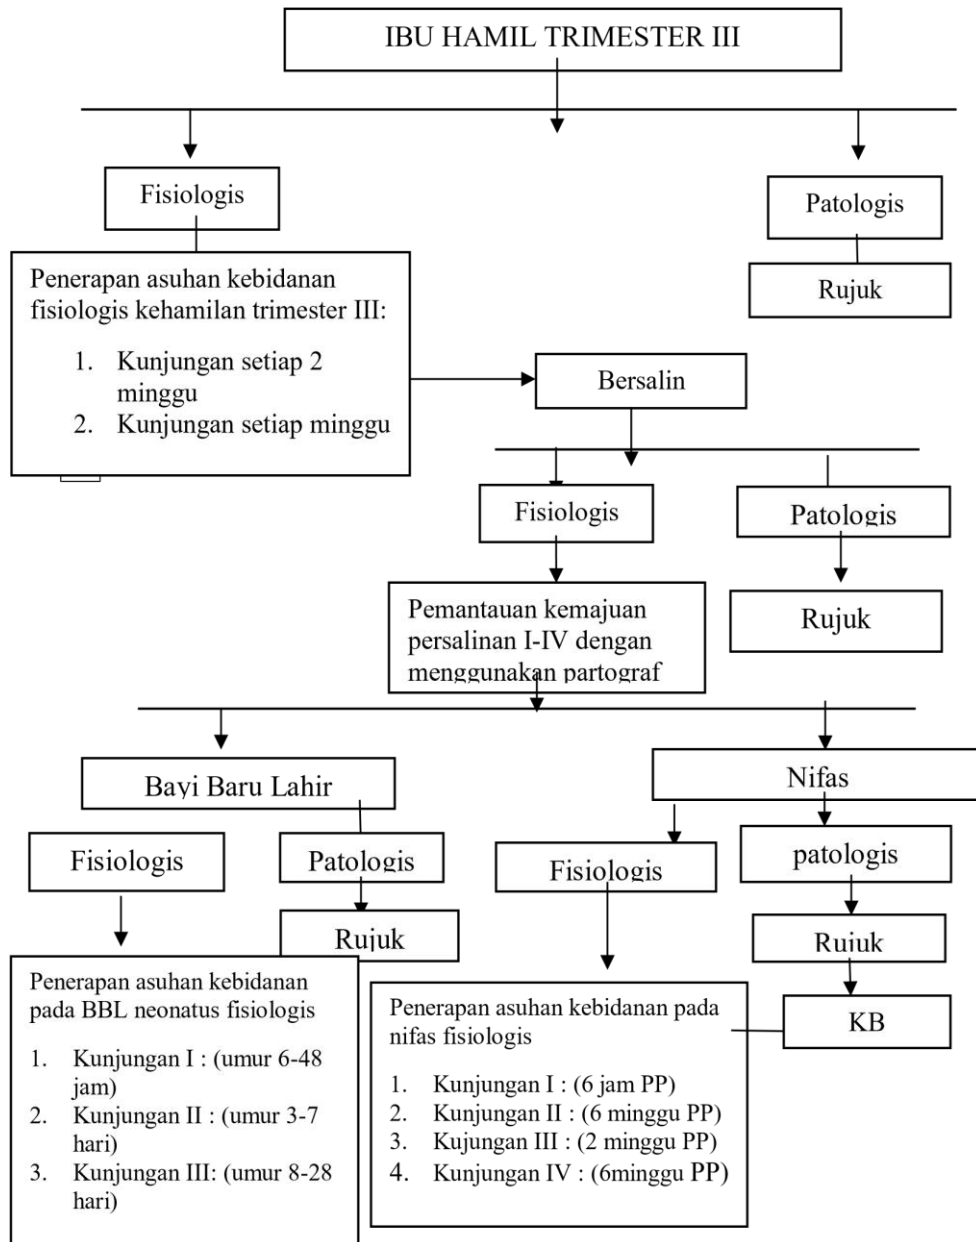 IBU HAMIL TRIMESTER III
Fisiologis
Patologis
Penerapan asuhan kebidanan
fisiologis kehamilan trimester III:
1. Kunjungan setiap 2
minggu
2. Kunjungan setiap minggu
Rujuk
Bersalin
Fisiologis
Patologis
Pemantauan kemajuan
persalinan I-IV dengan
menggunakan partograf
Rujuk
Bayi Baru Lahir
Nifas
Fisiologis
Patologis
Fisiologis
patologis
Rujuk
Rujuk
Penerapan asuhan kebidanan
pada BBL neonatus fisiologis
1. Kunjungan I : (umur 6-48
jam)
2. Kunjungan II : (umur 3-7
hari)
3. Kunjungan III: (umur 8-28
hari)
Penerapan asuhan kebidanan pada
nifas fisiologis
1. Kunjungan I : (6 jam PP)
2. Kunjungan II : (6 minggu PP)
3. Kujungan III : (2 minggu PP)
4. Kunjungan IV : (6minggu PP)
KB